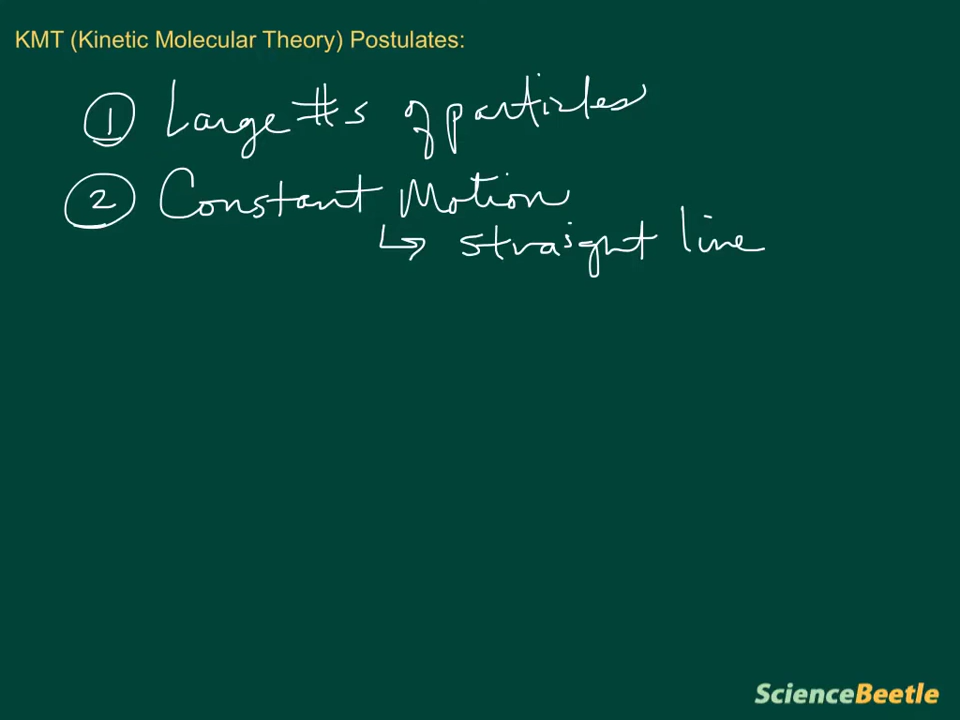 KMT (Kinetic Molecular Theory) Postulates:
① Large #s of particles
② Constant Motion
↳ straight line
ScienceBeetle